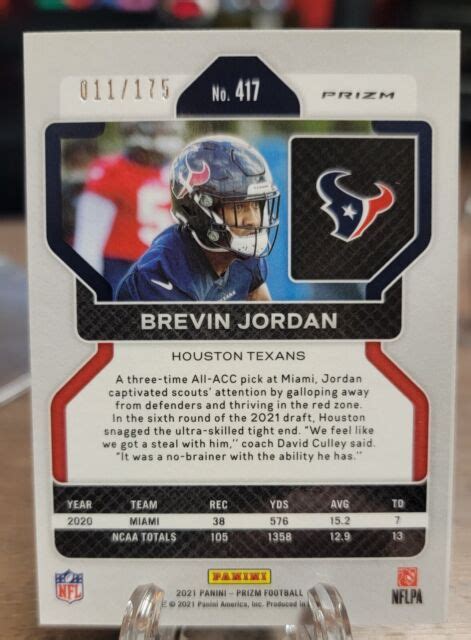 011/175
No. 417
PRIZM
BREVIN JORDAN
HOUSTON TEXANS
A three-time All-ACC pick at Miami, Jordan
captivated scouts' attention by galloping away
from defenders and thriving in the red zone.
In the sixth round of the 2021 draft, Houston
snagged the ultra-skilled tight end. "We feel like
we got a steal with him," coach David Culley said.
"It was a no-brainer with the ability he has."
YEAR TEAM REC YDS AVG TD
2020 MIAMI 38 576 15.2 7
NCAA TOTALS 105 1358 12.9 13
NFL
PANINI
NFLPA
2021 PANINI - PRIZM FOOTBALL
© 2021 Panini America, Inc. Produced in